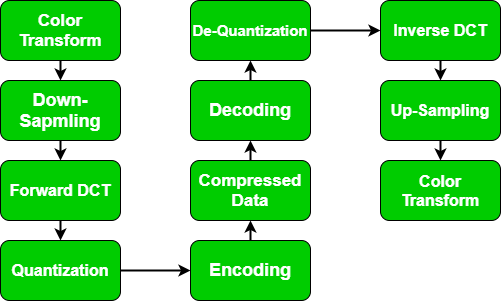 Color
Transform
Down-
Sapmling
Forward DCT
Quantization
Encoding
Compressed
Data
Decoding
De-Quantization
Inverse DCT
Up-Sampling
Color
Transform